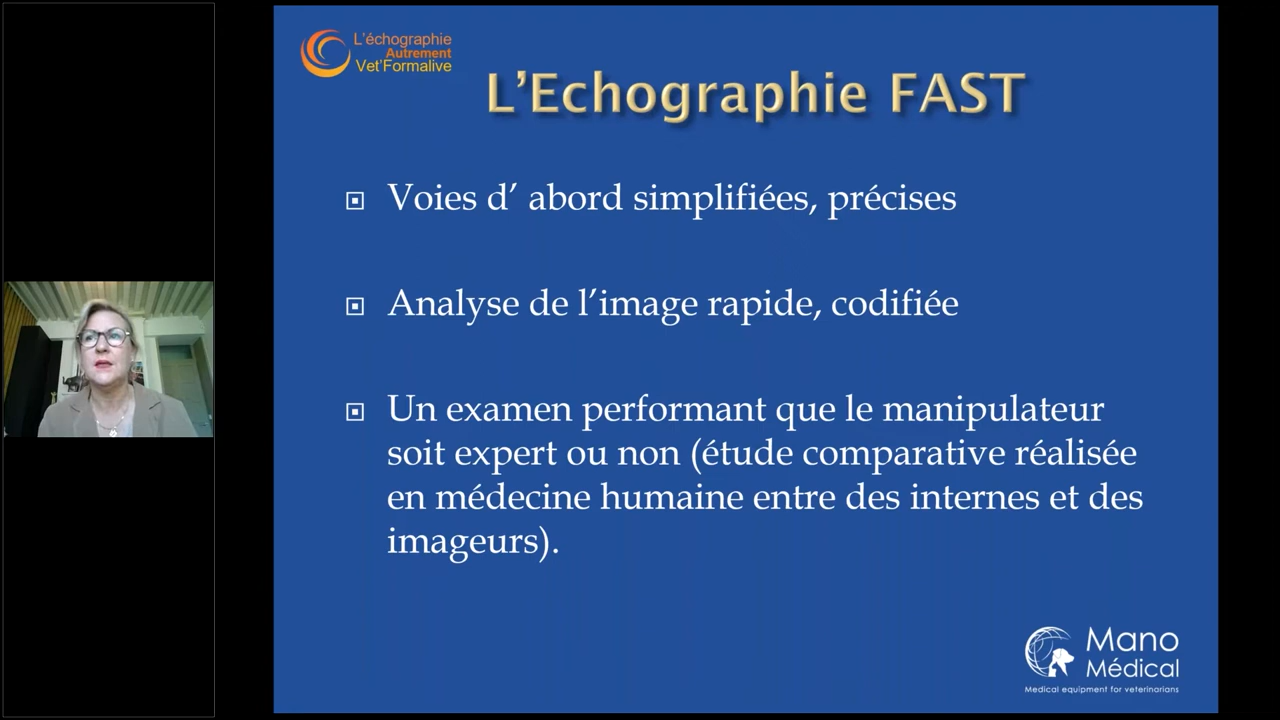 L'échographie
Autrement
Vet'Formalive
L'Echographie FAST
Voies d’ abord simplifiées, précises
Analyse de l’image rapide, codifiée
Un examen performant que le manipulateur
soit expert ou non (étude comparative réalisée
en médecine humaine entre des internes et des
imageurs).
Mano
Médical
Medical equipment for veterinarians